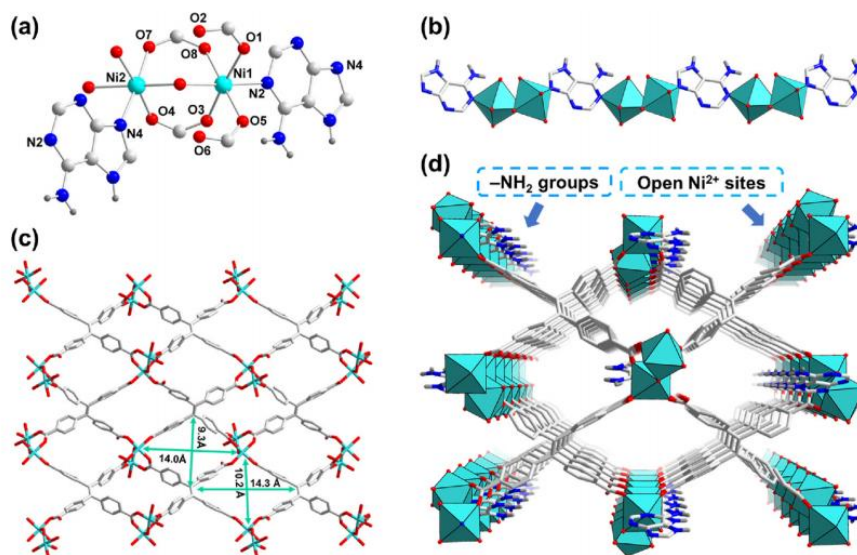 (a)
O2
O7
O8
O1
N4
Ni2
Ni1
N2
O4
O3
O5
N2
N4
O6
(b)
(c)
9.3Å
14.0Å
10.2 Å
14.3 Å
(d)
–NH₂ groups
Open Ni²⁺ sites